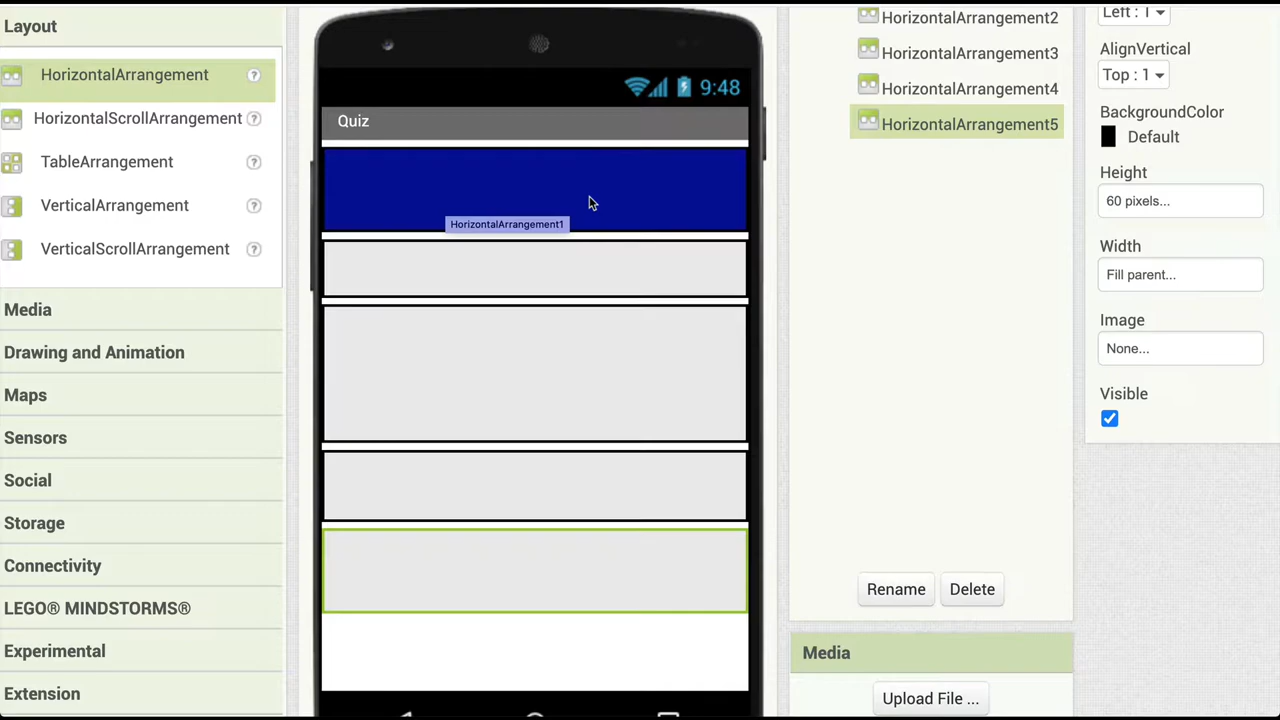 Layout
HorizontalArrangement ?
HorizontalScrollArrangement ?
TableArrangement ?
VerticalArrangement ?
VerticalScrollArrangement ?
Media
Drawing and Animation
Maps
Sensors
Social
Storage
Connectivity
LEGO® MINDSTORMS®
Experimental
Extension
9:48
Quiz
HorizontalArrangement1
HorizontalArrangement2
HorizontalArrangement3
HorizontalArrangement4
HorizontalArrangement5
Rename Delete
Media
Upload File ...
Left : 1
AlignVertical
Top : 1
BackgroundColor
Default
Height
60 pixels...
Width
Fill parent...
Image
None...
Visible